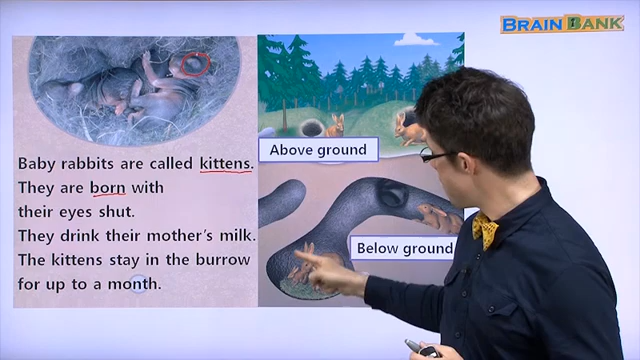 BRAIN BANK
Above ground
Baby rabbits are called kittens.
They are born with
their eyes shut.
They drink their mother's milk.
The kittens stay in the burrow
for up to a month.
Below ground